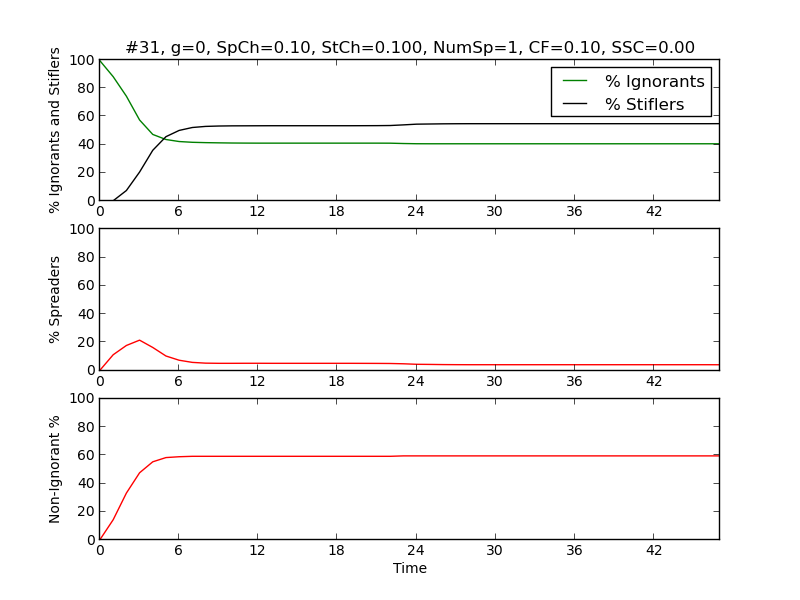 #31, g=0, SpCh=0.10, StCh=0.100, NumSp=1, CF=0.10, SSC=0.00
% Ignorants and Stiflers
100
80
60
40
20
0
% Ignorants
% Stiflers
0 6 12 18 24 30 36 42
% Spreaders
100
80
60
40
20
0
0 6 12 18 24 30 36 42
Non-Ignorant %
100
80
60
40
20
0
0 6 12 18 24 30 36 42
Time